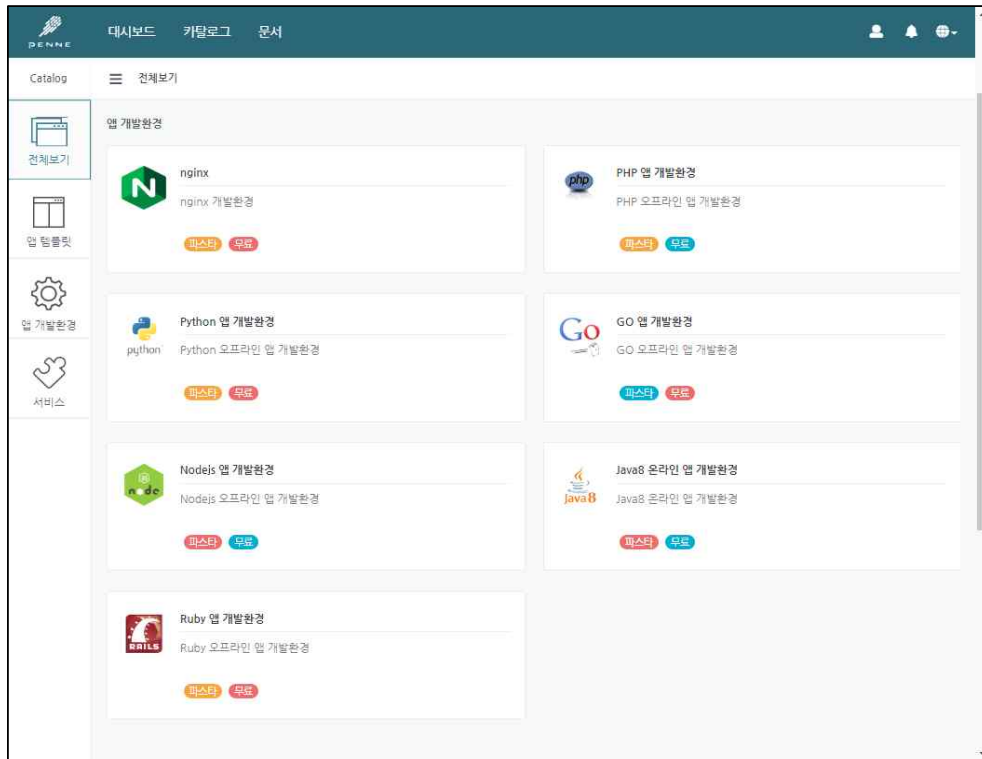 PENNE
대시보드 카탈로그 문서
Catalog
전체보기
전체보기
앱 템플릿
앱 개발환경
서비스
앱 개발환경
nginx
nginx 개발환경
파스타 무료
php
PHP 앱 개발환경
PHP 오프라인 앱 개발환경
파스타 무료
python
Python 앱 개발환경
Python 오프라인 앱 개발환경
파스타 무료
GO
GO 앱 개발환경
GO 오프라인 앱 개발환경
파스타 무료
node
Nodejs 앱 개발환경
Nodejs 오프라인 앱 개발환경
파스타 무료
Java8
Java8 온라인 앱 개발환경
Java8 온라인 앱 개발환경
파스타 무료
RAILS
Ruby 앱 개발환경
Ruby 오프라인 앱 개발환경
파스타 무료